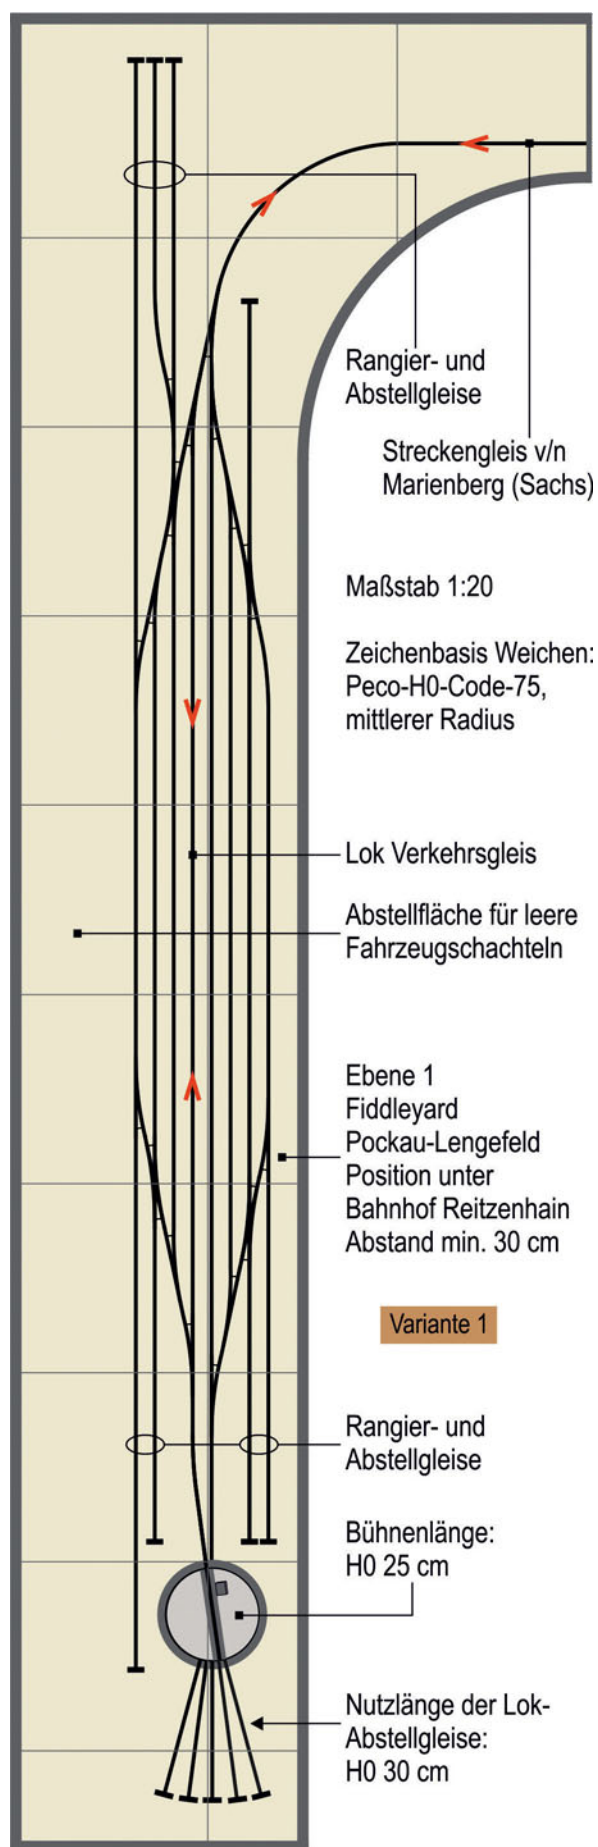 Rangier- und
Abstellgleise
Streckengleis v/n
Marienberg (Sachs)
Maßstab 1:20
Zeichenbasis Weichen:
Peco-H0-Code-75,
mittlerer Radius
Lok Verkehrsgleis
Abstellfläche für leere
Fahrzeugschachteln
Ebene 1
Fiddleyard
Pockau-Lengefeld
Position unter
Bahnhof Reitzenhain
Abstand min. 30 cm
Variante 1
Rangier- und
Abstellgleise
Bühnenlänge:
H0 25 cm
Nutzlänge der Lok-
Abstellgleise:
H0 30 cm